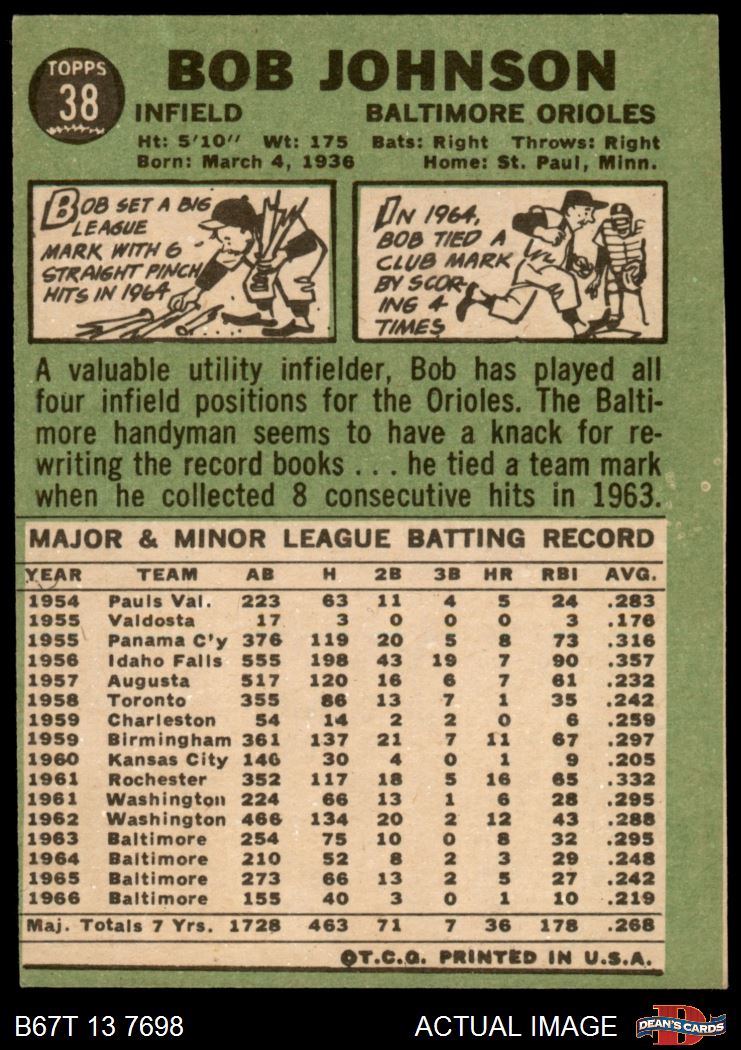 TOPPS
38
BOB JOHNSON
INFIELD BALTIMORE ORIOLES
Ht: 5'10" Wt: 175 Bats: Right Throws: Right
Born: March 4, 1936 Home: St. Paul, Minn.
BOB SET A BIG
LEAGUE
MARK WITH 6
STRAIGHT PINCH
HITS IN 1964
IN 1964,
BOB TIED A
CLUB MARK
BY SCOR-
ING 4
TIMES
A valuable utility infielder, Bob has played all
four infield positions for the Orioles. The Balti-
more handyman seems to have a knack for re-
writing the record books . . . he tied a team mark
when he collected 8 consecutive hits in 1963.
MAJOR & MINOR LEAGUE BATTING RECORD
YEAR TEAM AB H 2B 3B HR RBI AVG.
1954 Pauls Val. 223 63 11 4 5 24 .283
1955 Valdosta 17 3 0 0 0 3 .176
1955 Panama C'y 376 119 20 5 8 73 .316
1956 Idaho Falls 555 198 43 19 7 90 .357
1957 Augusta 517 120 16 6 7 61 .232
1958 Toronto 355 86 13 7 1 35 .242
1959 Charleston 54 14 2 2 0 6 .259
1959 Birmingham 361 137 21 7 11 67 .297
1960 Kansas City 146 30 4 0 1 9 .205
1961 Rochester 352 117 18 5 16 65 .332
1961 Washington 224 66 13 1 6 28 .295
1962 Washington 466 134 20 2 12 43 .288
1963 Baltimore 254 75 10 0 8 32 .295
1964 Baltimore 210 52 8 2 3 29 .248
1965 Baltimore 273 66 13 2 5 27 .242
1966 Baltimore 155 40 3 0 1 10 .219
Maj. Totals 7 Yrs. 1728 463 71 7 36 178 .268
©T.C.G. PRINTED IN U.S.A.
B67T 13 7698 ACTUAL IMAGE DEAN'S CARDS